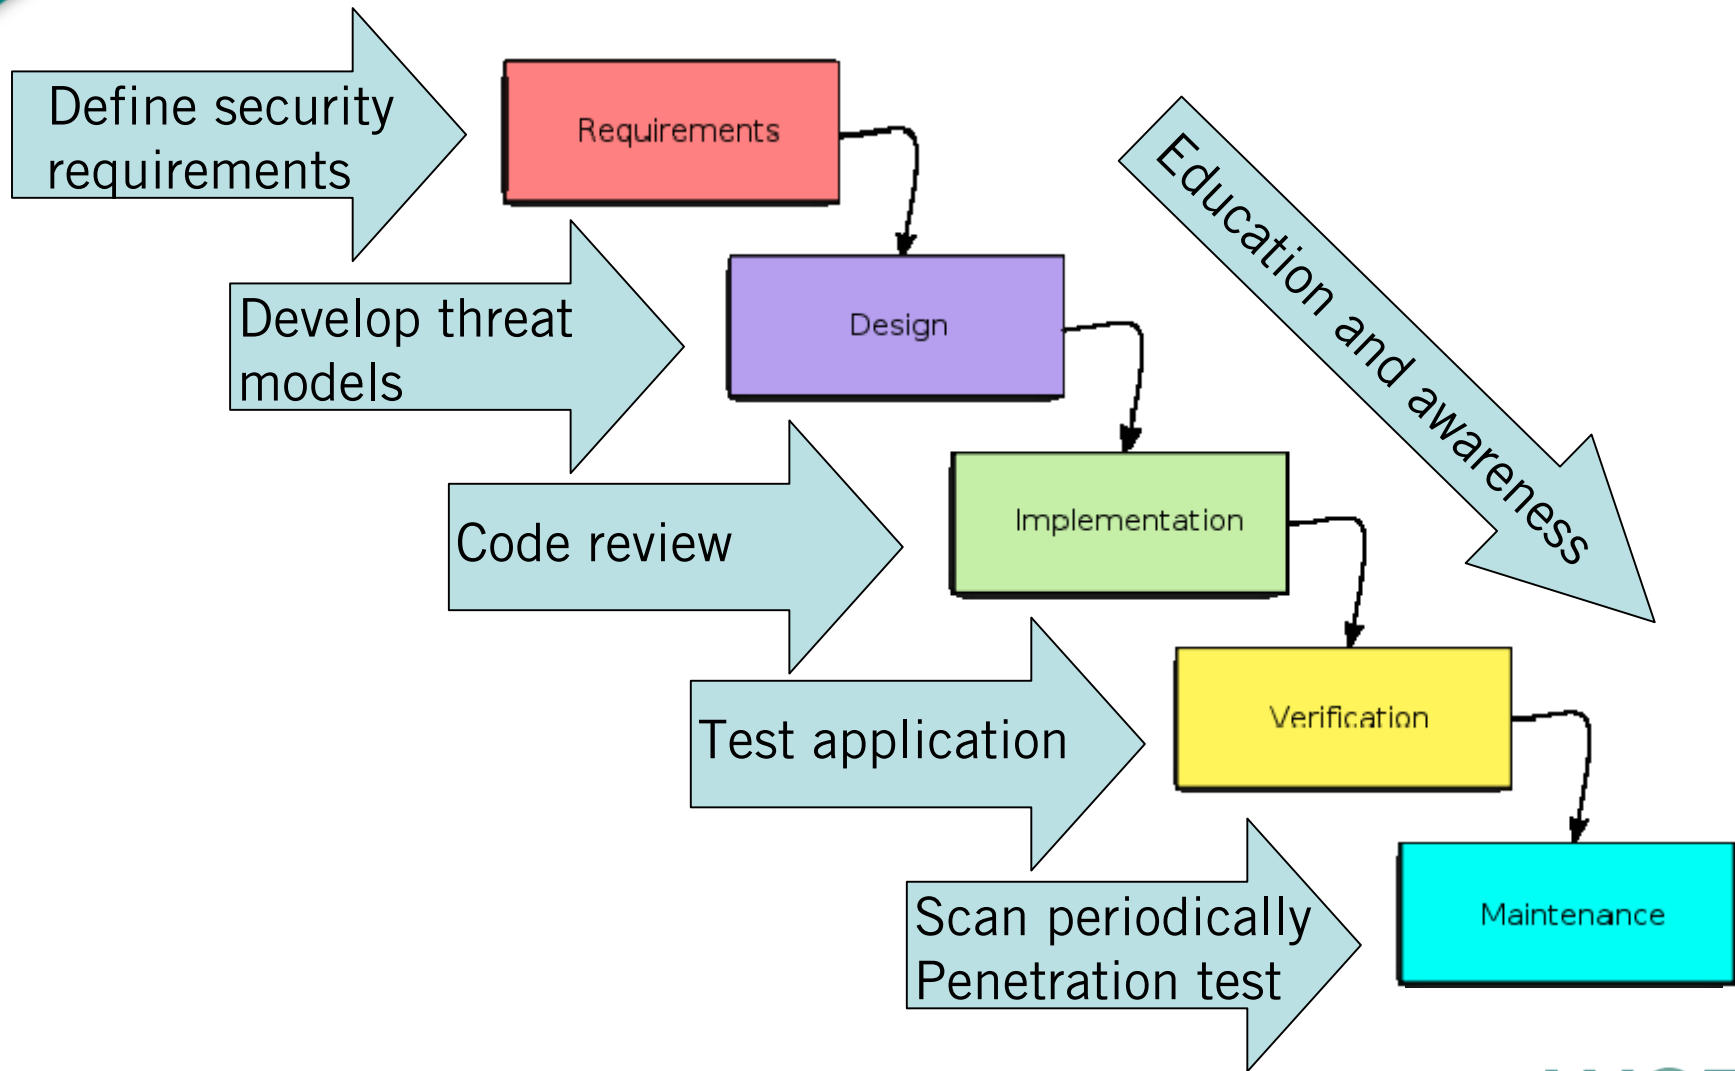 Define security
requirements
Requirements
Education and awareness
Develop threat
models
Design
Code review
Implementation
Test application
Verification
Scan periodically
Penetration test
Maintenance